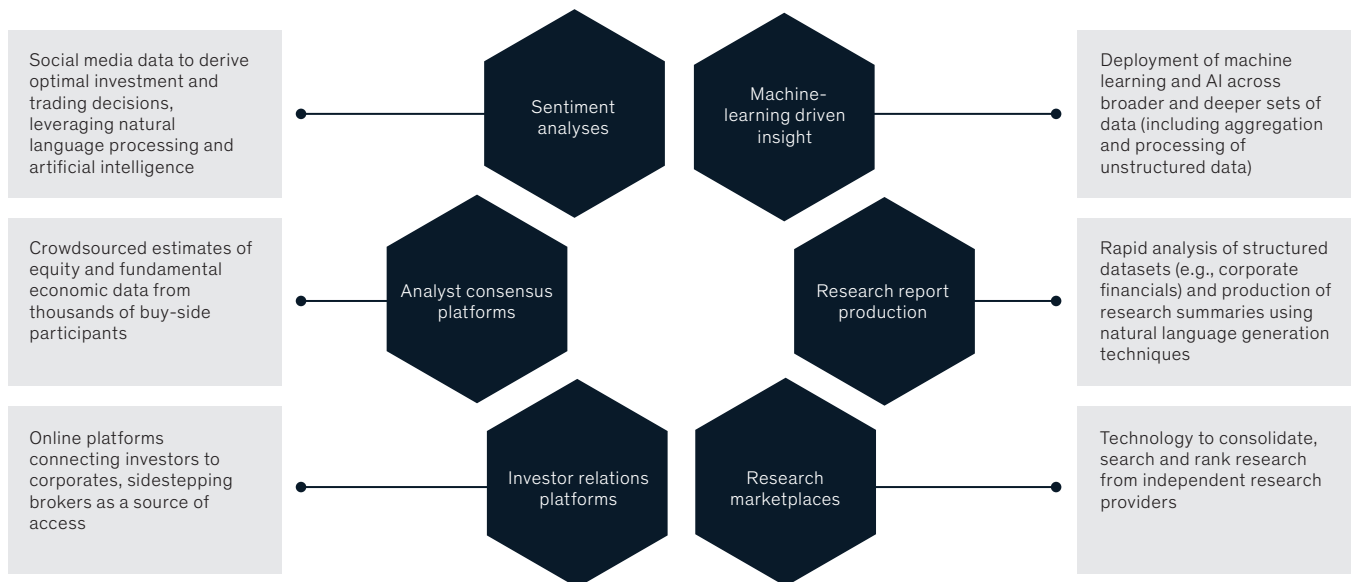 Social media data to derive
optimal investment and
trading decisions,
leveraging natural
language processing and
artificial intelligence
Sentiment
analyses
Machine-
learning driven
insight
Deployment of machine
learning and AI across
broader and deeper sets of
data (including aggregation
and processing of
unstructured data)
Crowdsourced estimates of
equity and fundamental
economic data from
thousands of buy-side
participants
Analyst consensus
platforms
Research report
production
Rapid analysis of structured
datasets (e.g., corporate
financials) and production of
research summaries using
natural language generation
techniques
Online platforms
connecting investors to
corporates, sidestepping
brokers as a source of
access
Investor relations
platforms
Research
marketplaces
Technology to consolidate,
search and rank research
from independent research
providers